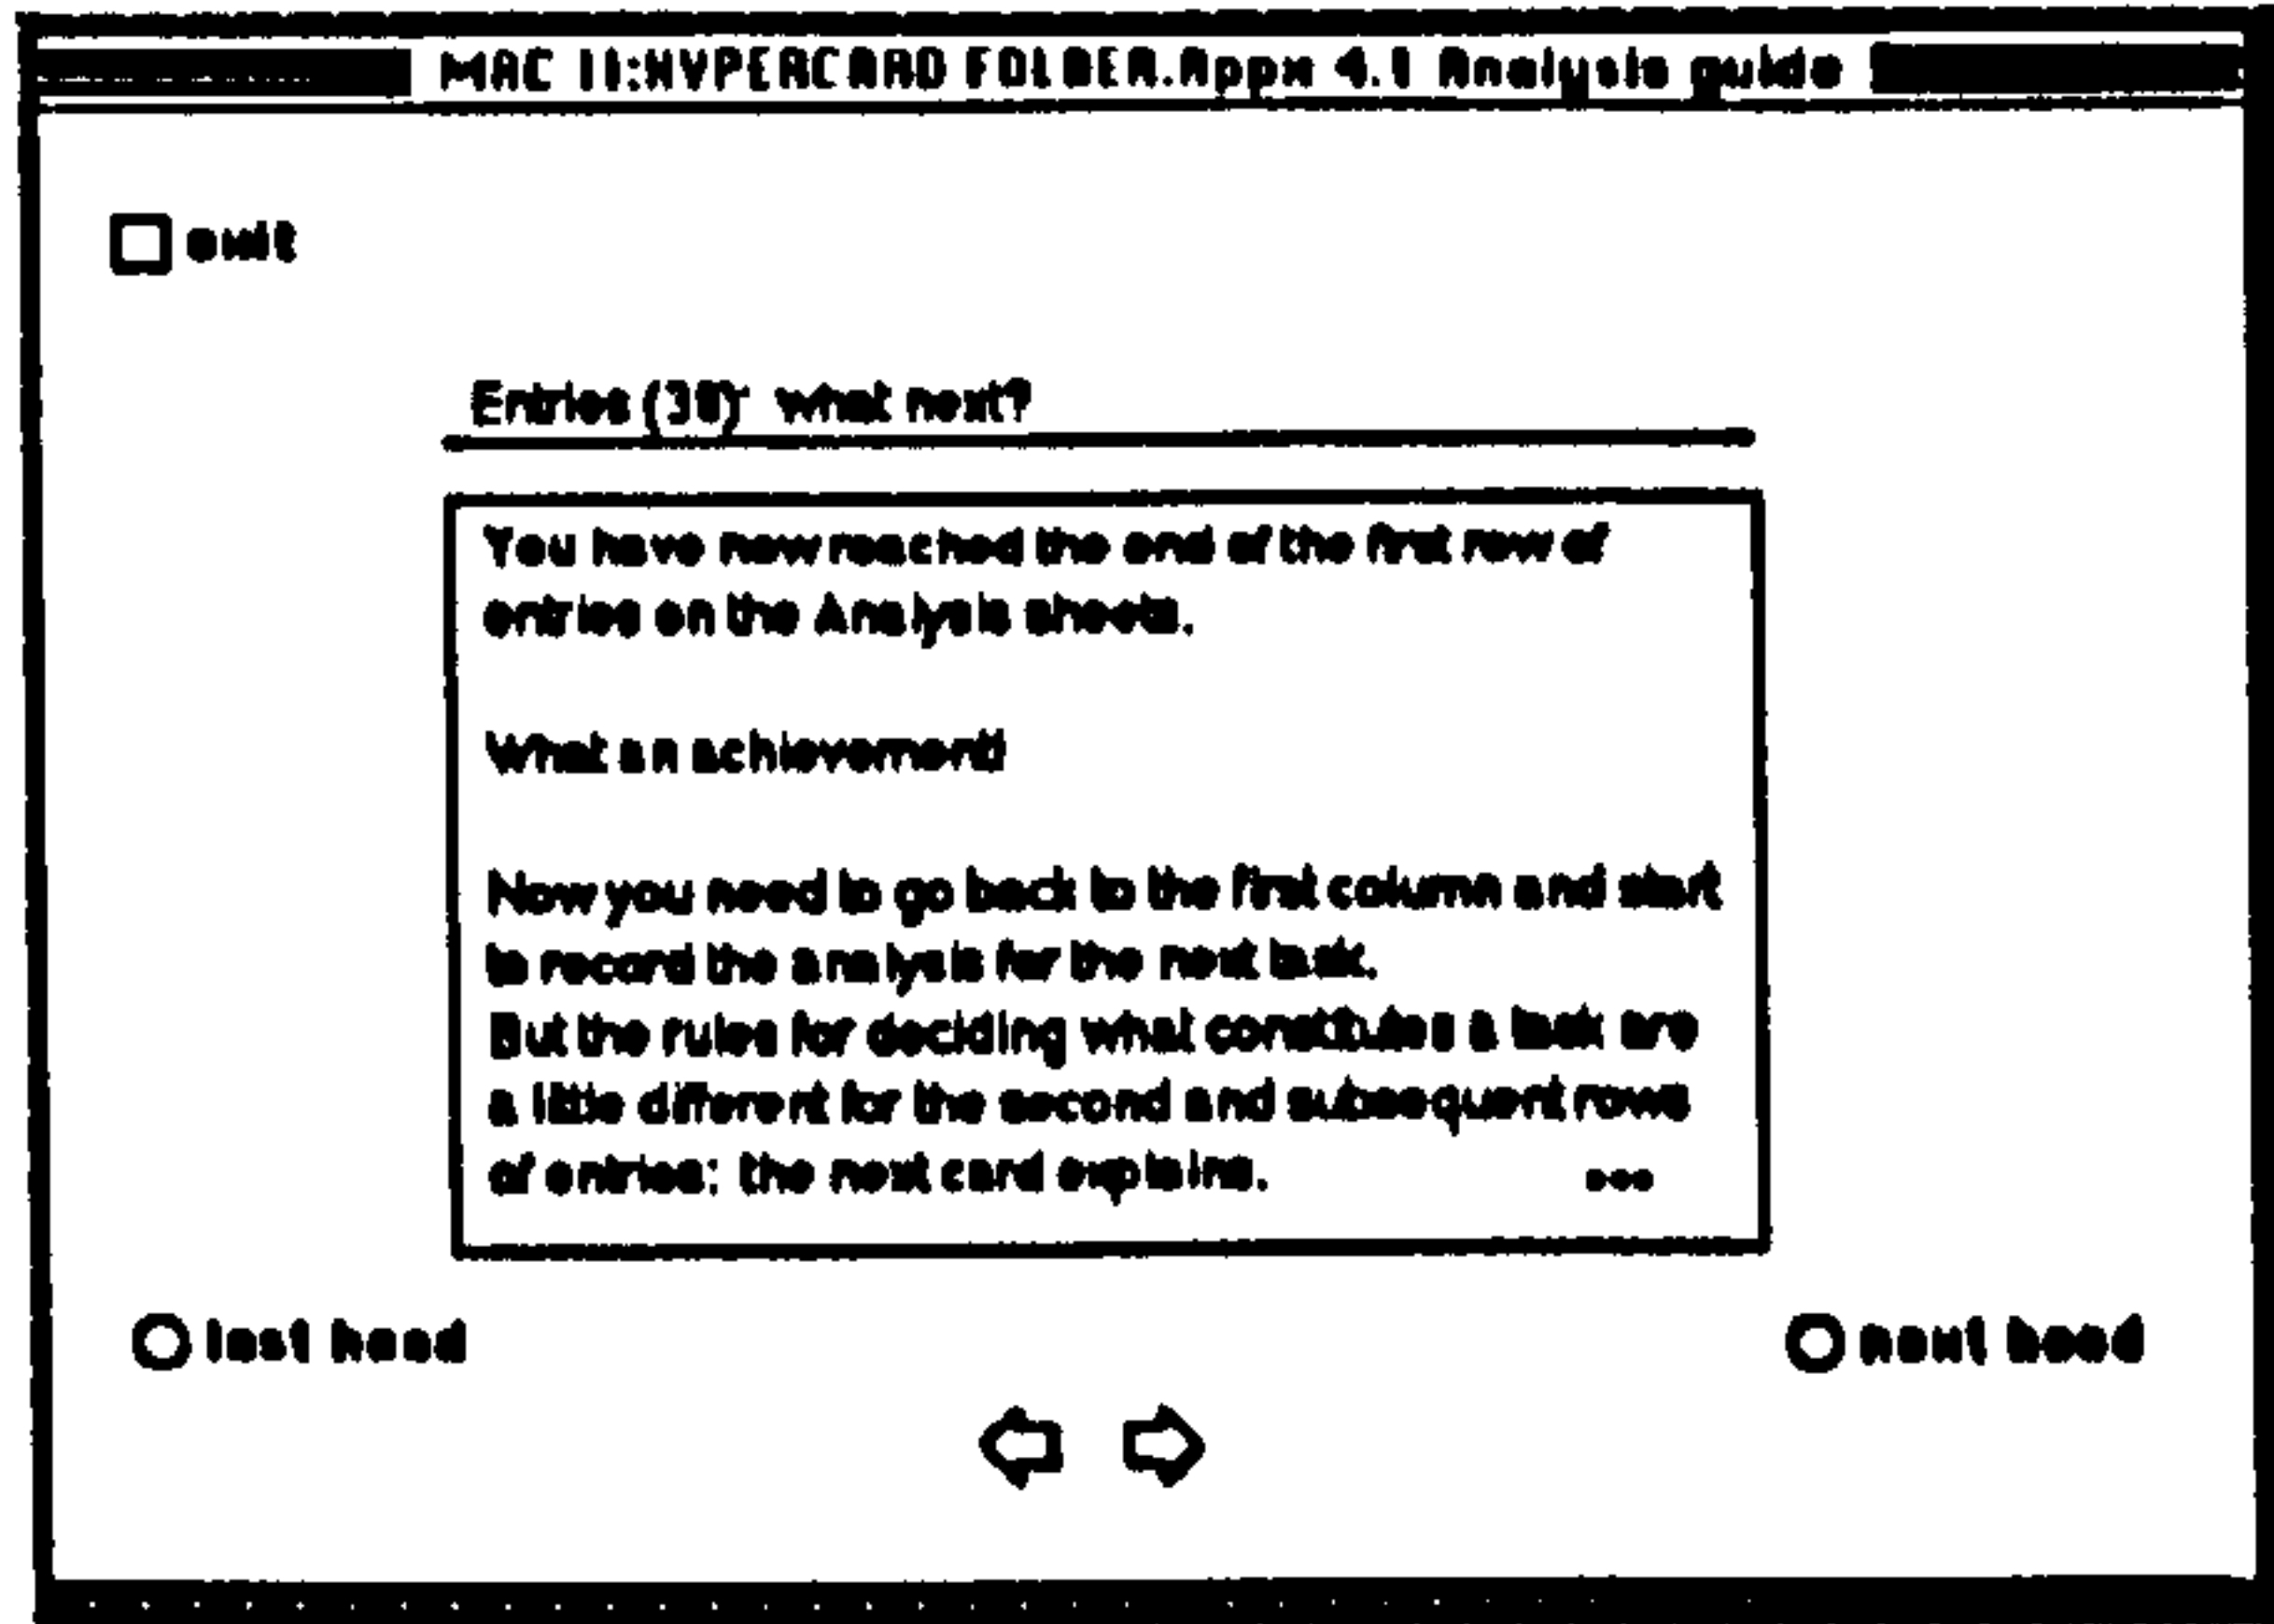 MAC II:HYPERCARD FOLDER.Appx 4.1 Analysis guide
exit
Entries (38): what next?
You have now reached the end of the first row of
entries on the Analysis sheets.
What an achievement!
Now you need to go back to the first column and start
to record the analysis for the next task.
But the rules for deciding what constitutes a task are
a little different for the second and subsequent rows
of entries: the next card explains. ...
last head
next head